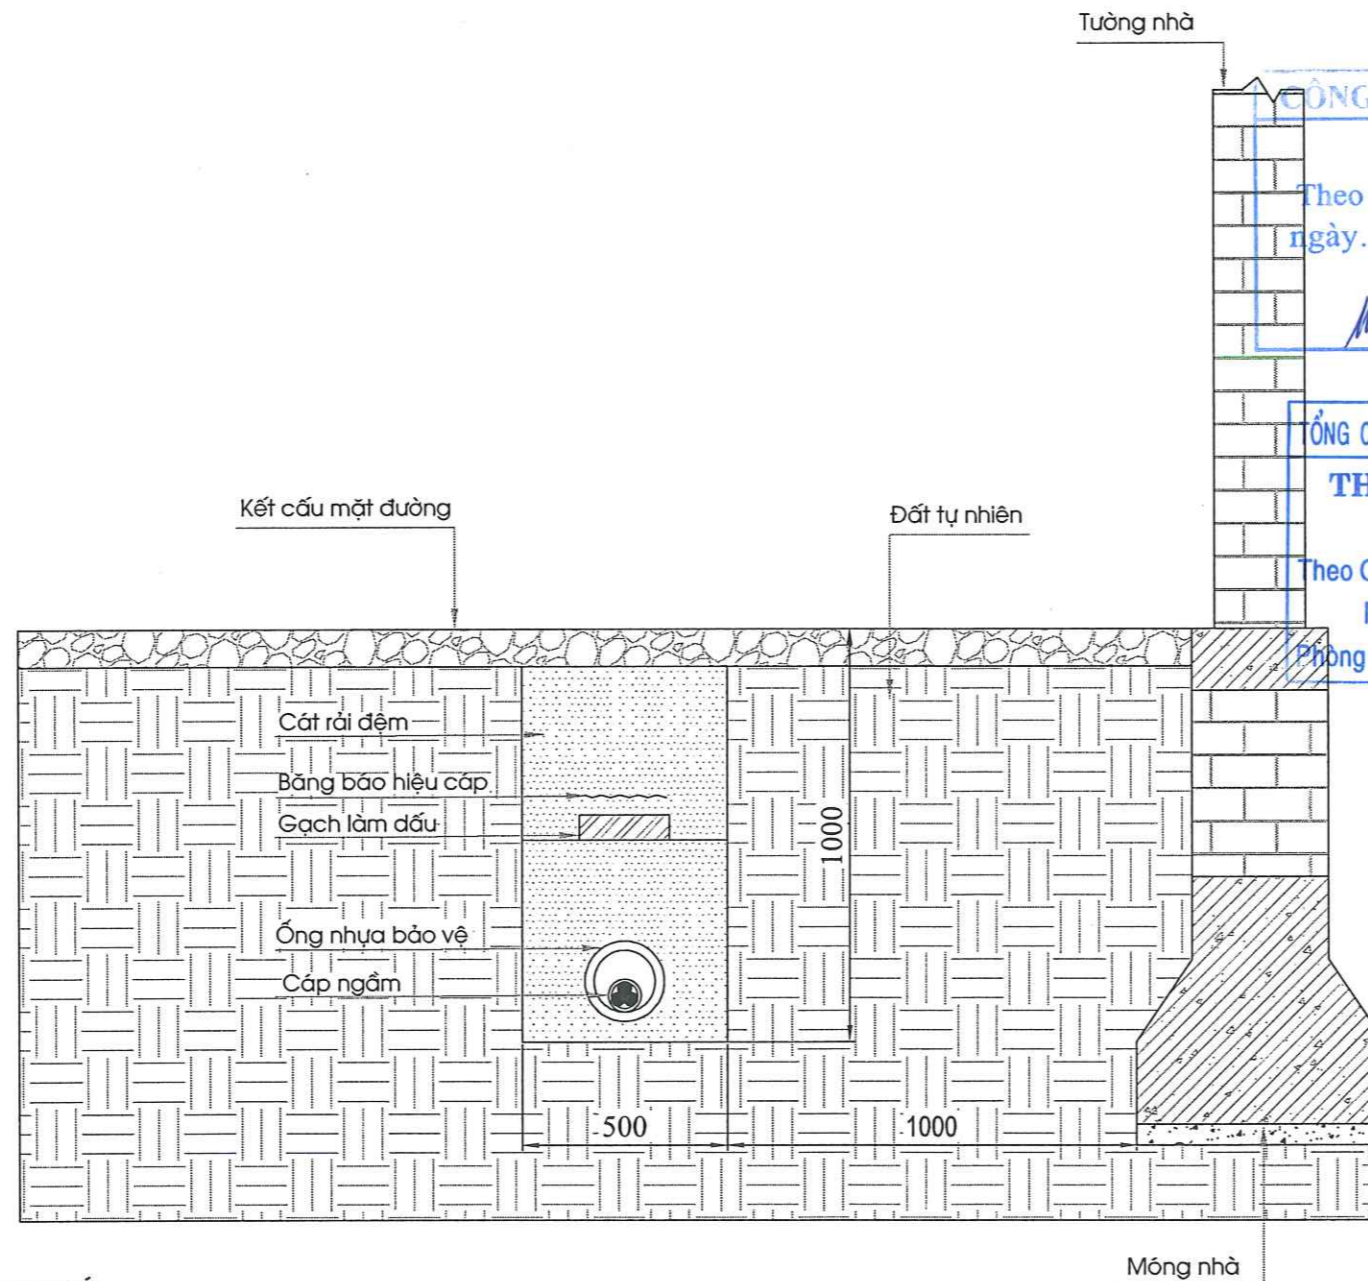 Tường nhà
CÔNG
Theo
ngày.
TỔNG C
TH
Kết cấu mặt đường
Đất tự nhiên
Theo
Phòng
Cát rải đệm
Băng báo hiệu cáp
Gạch làm dấu
1000
Ống nhựa bảo vệ
Cáp ngầm
500
1000
Móng nhà